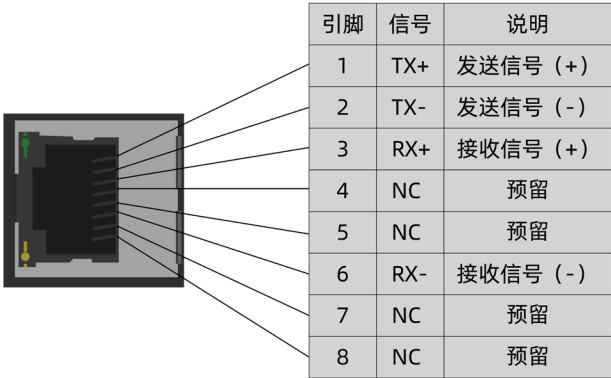 引脚 信号 说明
1 TX+ 发送信号（+）
2 TX- 发送信号（-）
3 RX+ 接收信号（+）
4 NC 预留
5 NC 预留
6 RX- 接收信号（-）
7 NC 预留
8 NC 预留